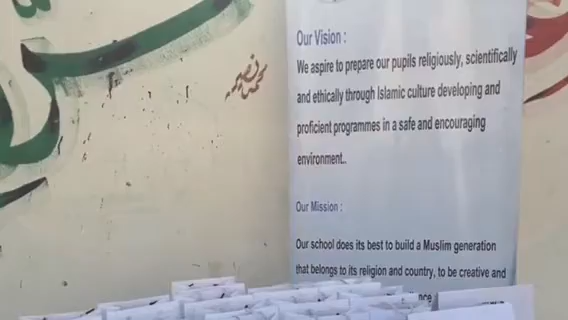 Our Vision :
We aspire to prepare our pupils religiously, scientifically
and ethically through Islamic culture developing and
proficient programmes in a safe and encouraging
environment..
Our Mission :
Our school does its best to build a Muslim generation
that belongs to its religion and country, to be creative and